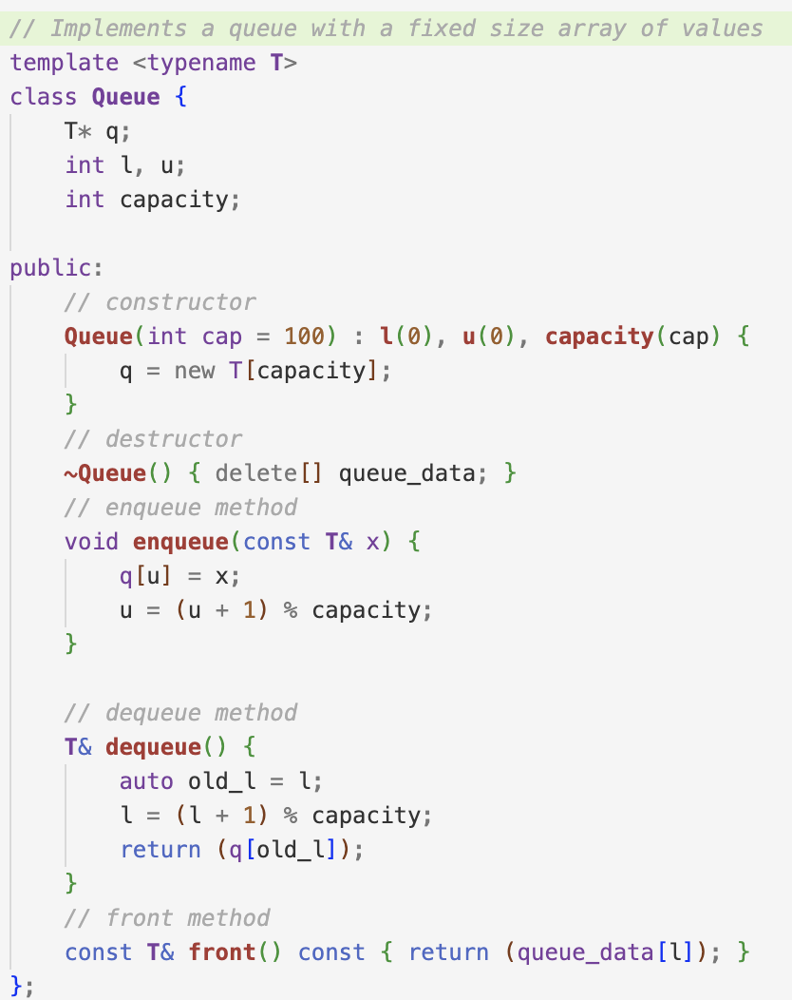 // Implements a queue with a fixed size array of values
template <typename T>
class Queue {
    T* q;
    int l, u;
    int capacity;

public:
    // constructor
    Queue(int cap = 100) : l(0), u(0), capacity(cap) {
        q = new T[capacity];
    }
    // destructor
    ~Queue() { delete[] queue_data; }
    // enqueue method
    void enqueue(const T& x) {
        q[u] = x;
        u = (u + 1) % capacity;
    }

    // dequeue method
    T& dequeue() {
        auto old_l = l;
        l = (l + 1) % capacity;
        return (q[old_l]);
    }
    // front method
    const T& front() const { return (queue_data[l]); }
};